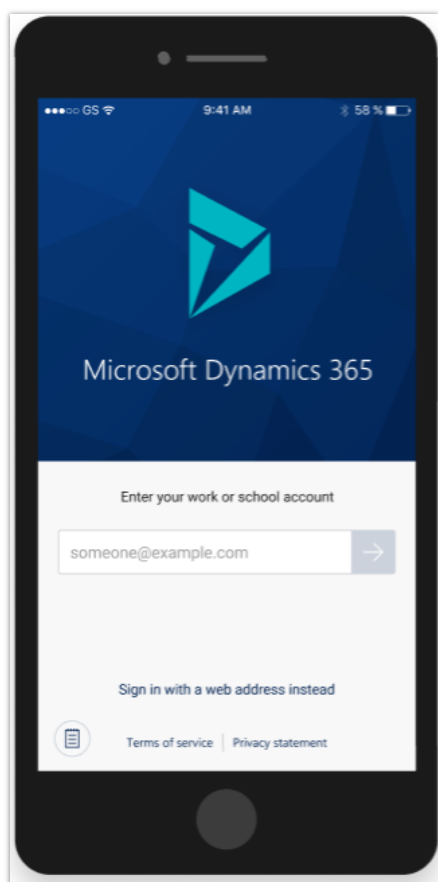 GS 9:41 AM 58 %
Microsoft Dynamics 365
Enter your work or school account
someone@example.com
Sign in with a web address instead
Terms of service | Privacy statement